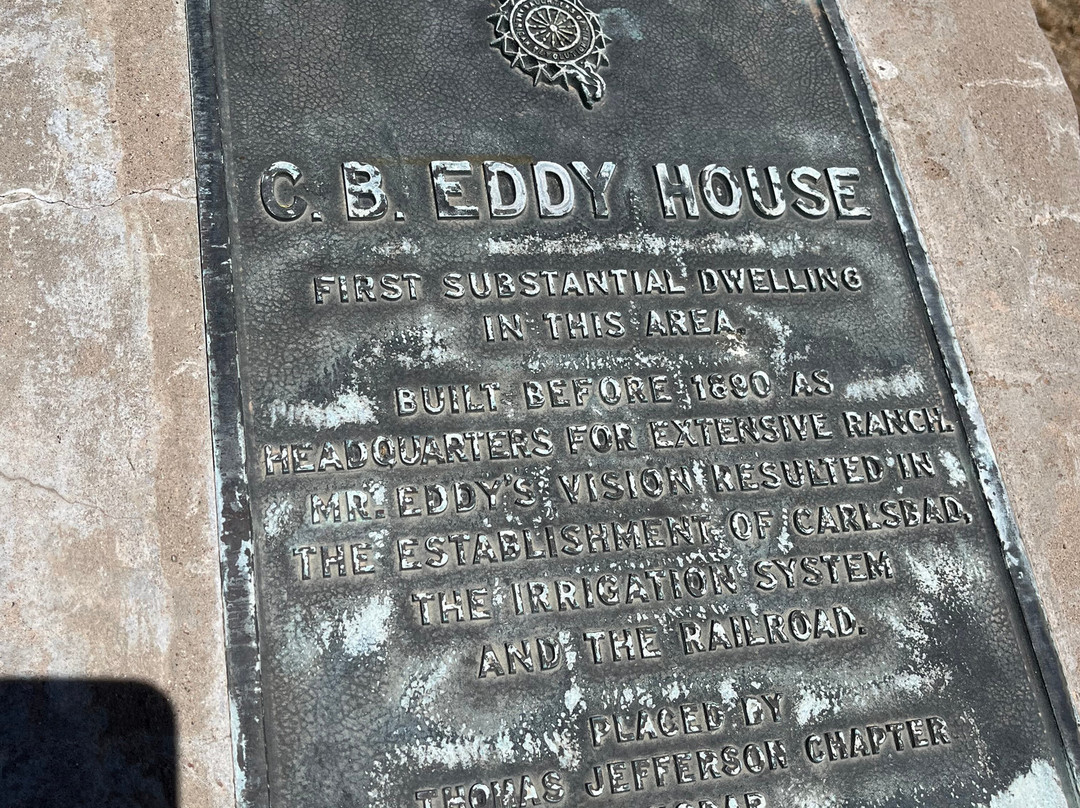 C. B. EDDY HOUSE
FIRST SUBSTANTIAL DWELLING
IN THIS AREA.
BUILT BEFORE 1890 AS
HEADQUARTERS FOR EXTENSIVE RANCH.
MR. EDDY'S VISION RESULTED IN
THE ESTABLISHMENT OF CARLSBAD,
THE IRRIGATION SYSTEM
AND THE RAILROAD.
PLACED BY
THOMAS JEFFERSON CHAPTER